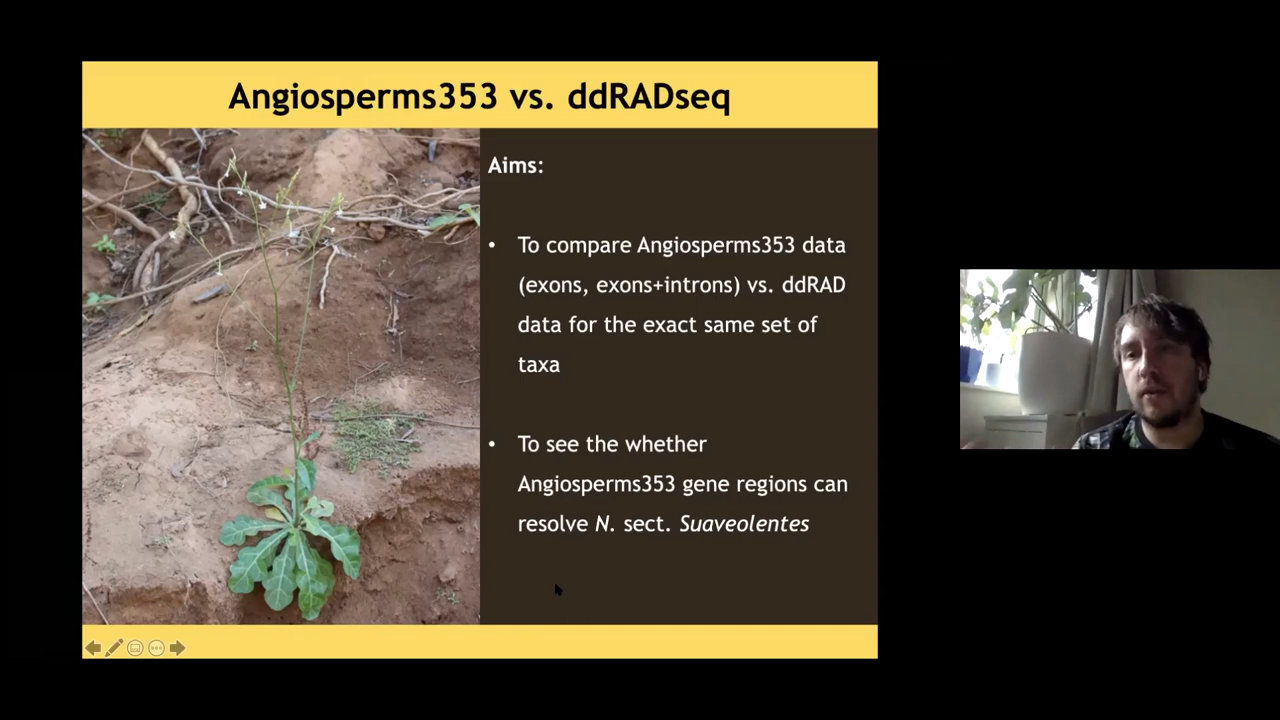 Angiosperms353 vs. ddRADseq
Aims:
• To compare Angiosperms353 data
(exons, exons+introns) vs. ddRAD
data for the exact same set of
taxa
• To see the whether
Angiosperms353 gene regions can
resolve N. sect. Suaveolentes